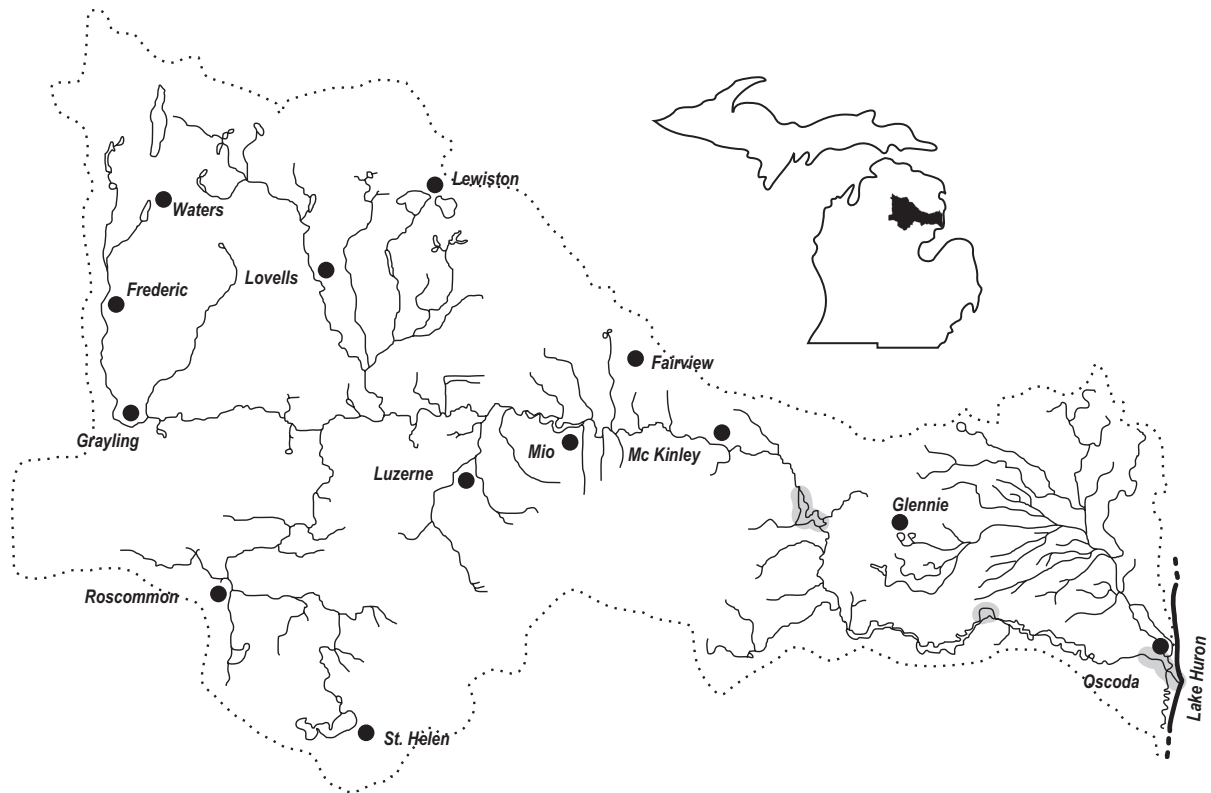 Lewiston
Waters
Lovells
Frederic
Fairview
Grayling
Mio
Mc Kinley
Luzerne
Glennie
Roscommon
Oscoda
Lake Huron
St. Helen